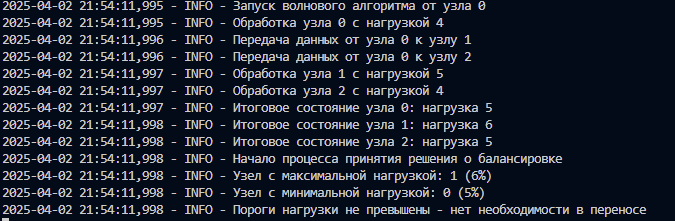 2025-04-02 21:54:11,995 - INFO - Запуск волнового алгоритма от узла 0
2025-04-02 21:54:11,995 - INFO - Обработка узла 0 с нагрузкой 4
2025-04-02 21:54:11,996 - INFO - Передача данных от узла 0 к узлу 1
2025-04-02 21:54:11,996 - INFO - Передача данных от узла 0 к узлу 2
2025-04-02 21:54:11,997 - INFO - Обработка узла 1 с нагрузкой 5
2025-04-02 21:54:11,997 - INFO - Обработка узла 2 с нагрузкой 4
2025-04-02 21:54:11,997 - INFO - Итоговое состояние узла 0: нагрузка 5
2025-04-02 21:54:11,998 - INFO - Итоговое состояние узла 1: нагрузка 6
2025-04-02 21:54:11,998 - INFO - Итоговое состояние узла 2: нагрузка 5
2025-04-02 21:54:11,998 - INFO - Начало процесса принятия решения о балансировке
2025-04-02 21:54:11,998 - INFO - Узел с максимальной нагрузкой: 1 (6%)
2025-04-02 21:54:11,998 - INFO - Узел с минимальной нагрузкой: 0 (5%)
2025-04-02 21:54:11,998 - INFO - Пороги нагрузки не превышены - нет необходимости в переносе